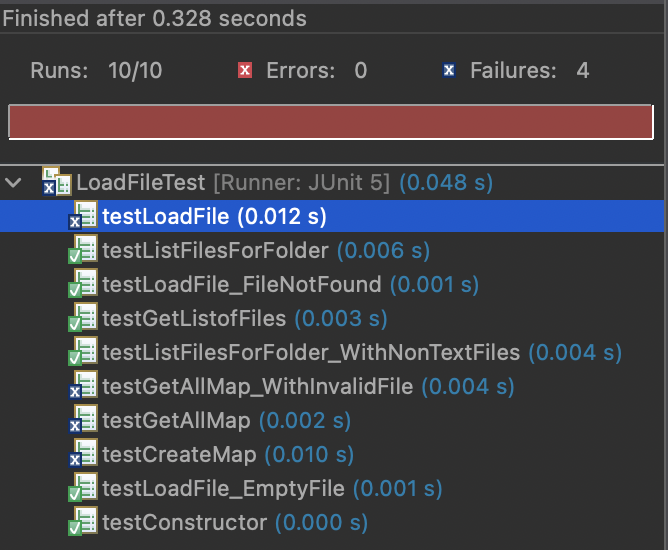 Finished after 0.328 seconds
Runs: 10/10 Errors: 0 Failures: 4
LoadFileTest [Runner: JUnit 5] (0.048 s)
testLoadFile (0.012 s)
testListFilesForFolder (0.006 s)
testLoadFile_FileNotFound (0.001 s)
testGetListofFiles (0.003 s)
testListFilesForFolder_WithNonTextFiles (0.004 s)
testGetAllMap_WithInvalidFile (0.004 s)
testGetAllMap (0.002 s)
testCreateMap (0.010 s)
testLoadFile_EmptyFile (0.001 s)
testConstructor (0.000 s)